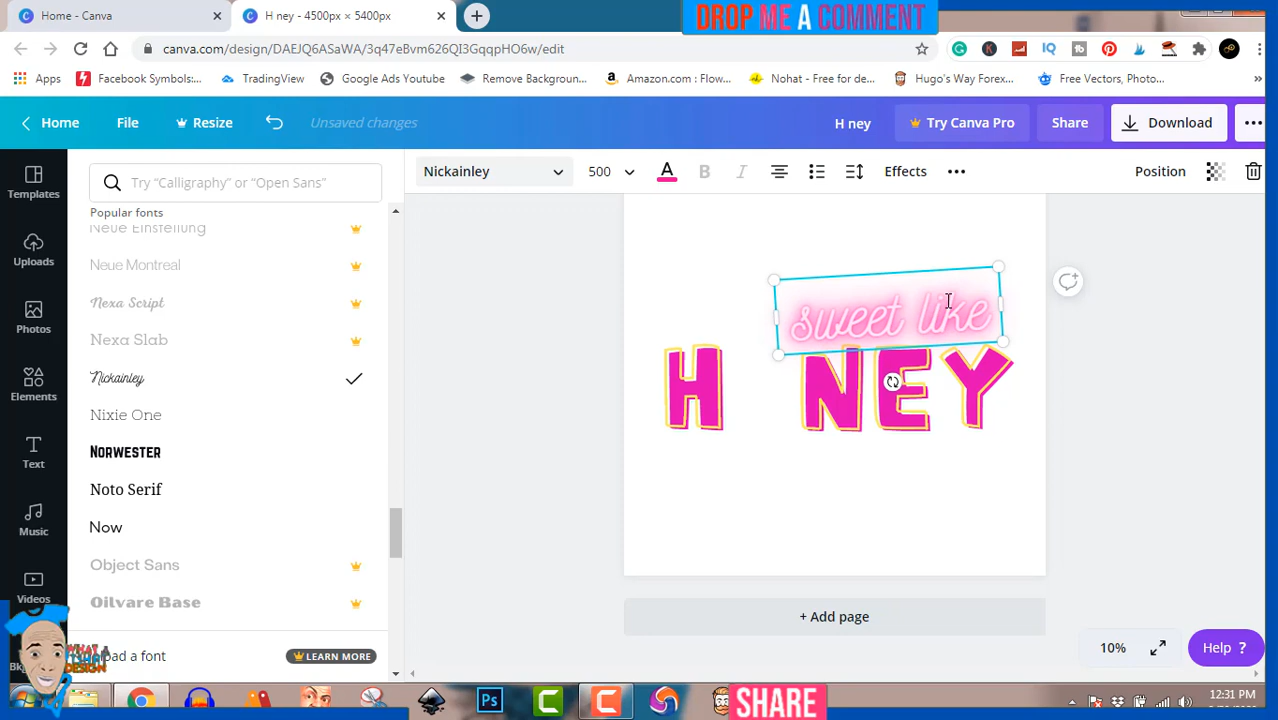 DROP ME A COMMENT
Home - Canva
H ney - 4500px × 5400px
canva.com/design/DAEJQ6ASaWA/3q47eBvm626QI3GqqpHO6w/edit
Apps
Facebook Symbols:...
TradingView
Google Ads Youtube
Remove Backgroun...
Amazon.com : Flow...
Nohat - Free for de...
Hugo's Way Forex...
Free Vectors, Photo...
Home
File
Resize
Unsaved changes
H ney
Try Canva Pro
Share
Download
Templates
Uploads
Photos
Elements
Text
Music
Videos
Try "Calligraphy" or "Open Sans"
Popular fonts
Neue Einstellung
Neue Montreal
Nexa Script
Nexa Slab
Nickainley
Nixie One
NORWESTER
Noto Serif
Now
Object Sans
Oilvare Base
load a font
LEARN MORE
Nickainley
500
A
B
I
Effects
Position
sweet like
H NEY
+ Add page
10%
Help ?
WHAT
DESIGN
Ps
SHARE
12:31 PM